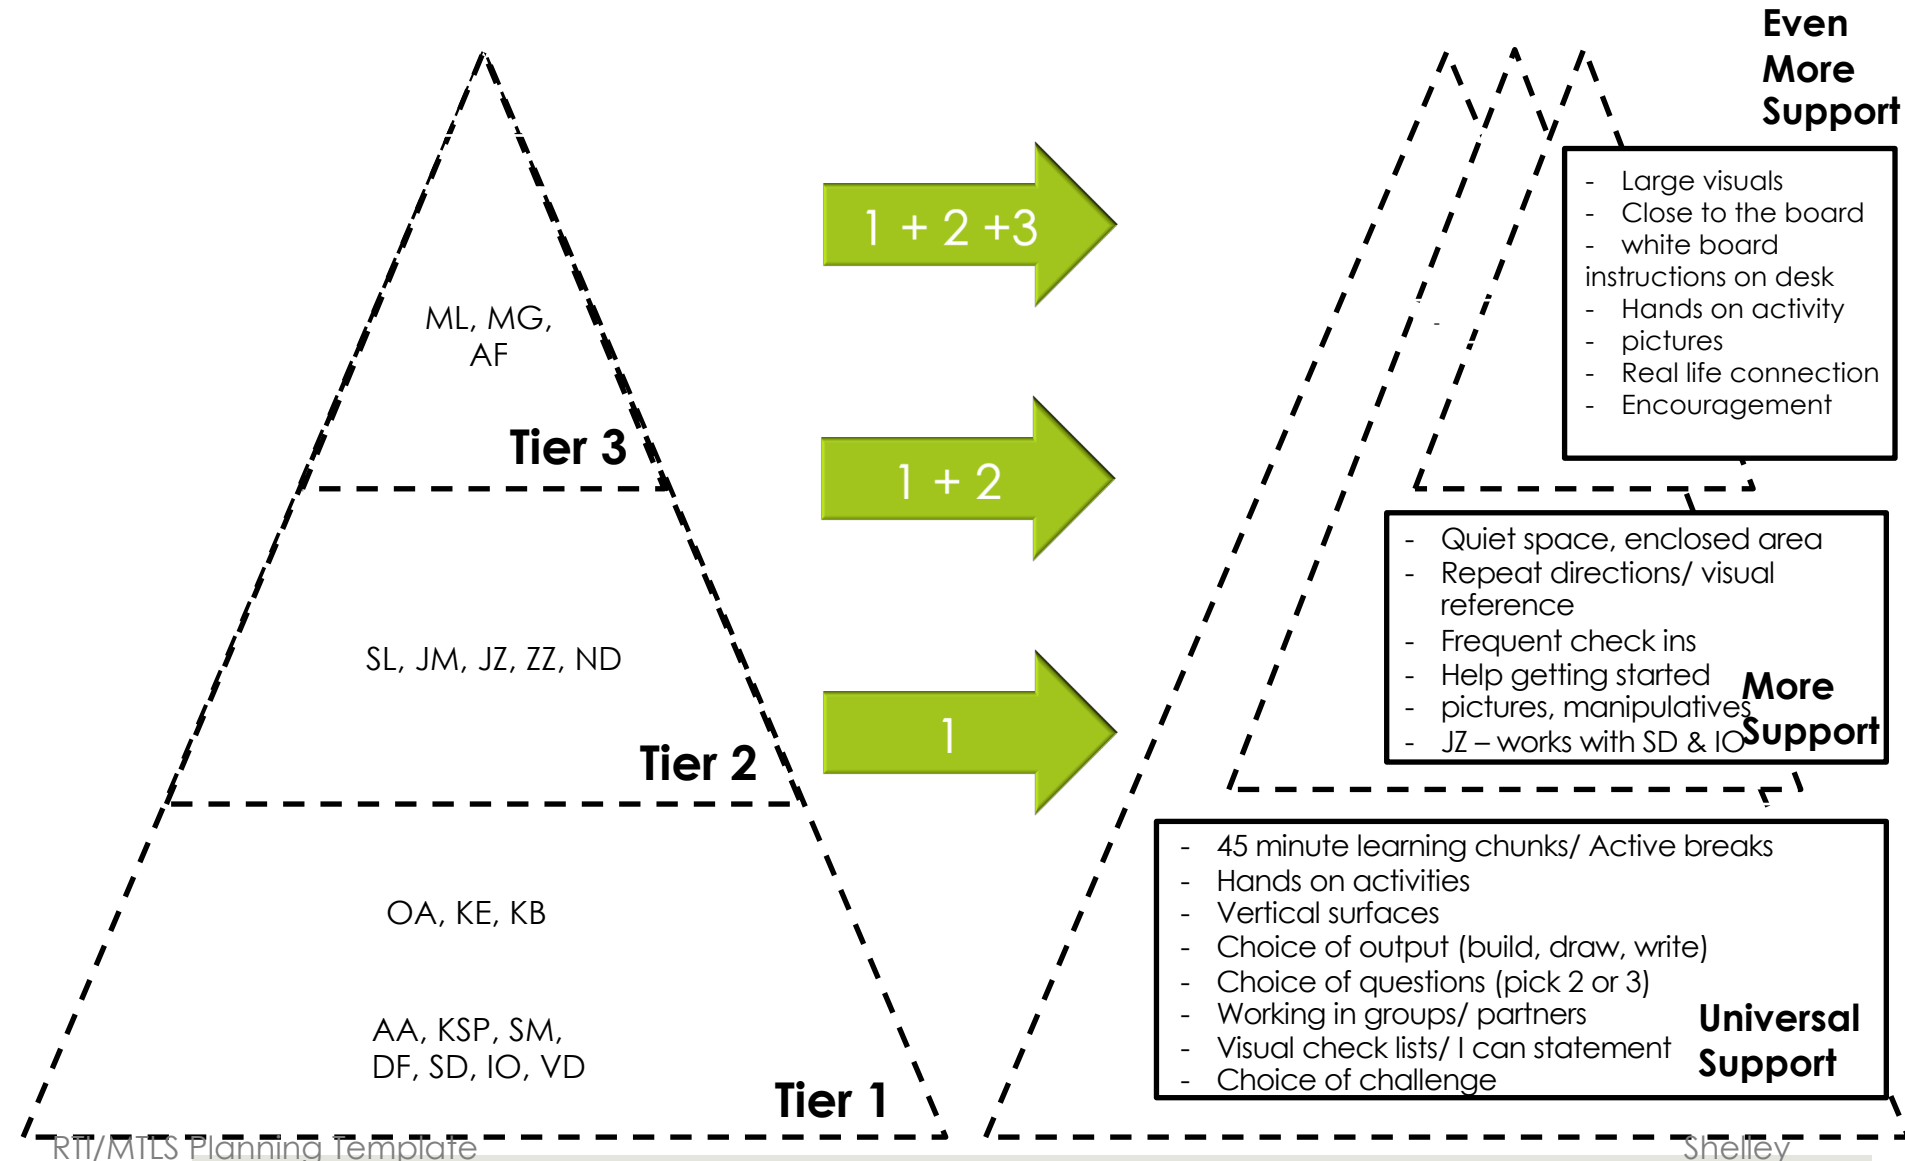 Even
More
Support
ML, MG,
AF
Tier 3
SL, JM, JZ, ZZ, ND
Tier 2
OA, KE, KB
AA, KSP, SM,
DF, SD, IO, VD
Tier 1
1 + 2 +3
1 + 2
1
- Large visuals
- Close to the board
- white board
instructions on desk
- Hands on activity
- pictures
- Real life connection
- Encouragement
-
- Quiet space, enclosed area
- Repeat directions/ visual
reference
- Frequent check ins
- Help getting started
- pictures, manipulatives
- JZ – works with SD & IO
More
Support
- 45 minute learning chunks/ Active breaks
- Hands on activities
- Vertical surfaces
- Choice of output (build, draw, write)
- Choice of questions (pick 2 or 3)
- Working in groups/ partners
- Visual check lists/ I can statement
- Choice of challenge
Universal
Support
RTI/MTLS Planning Template
Shelley